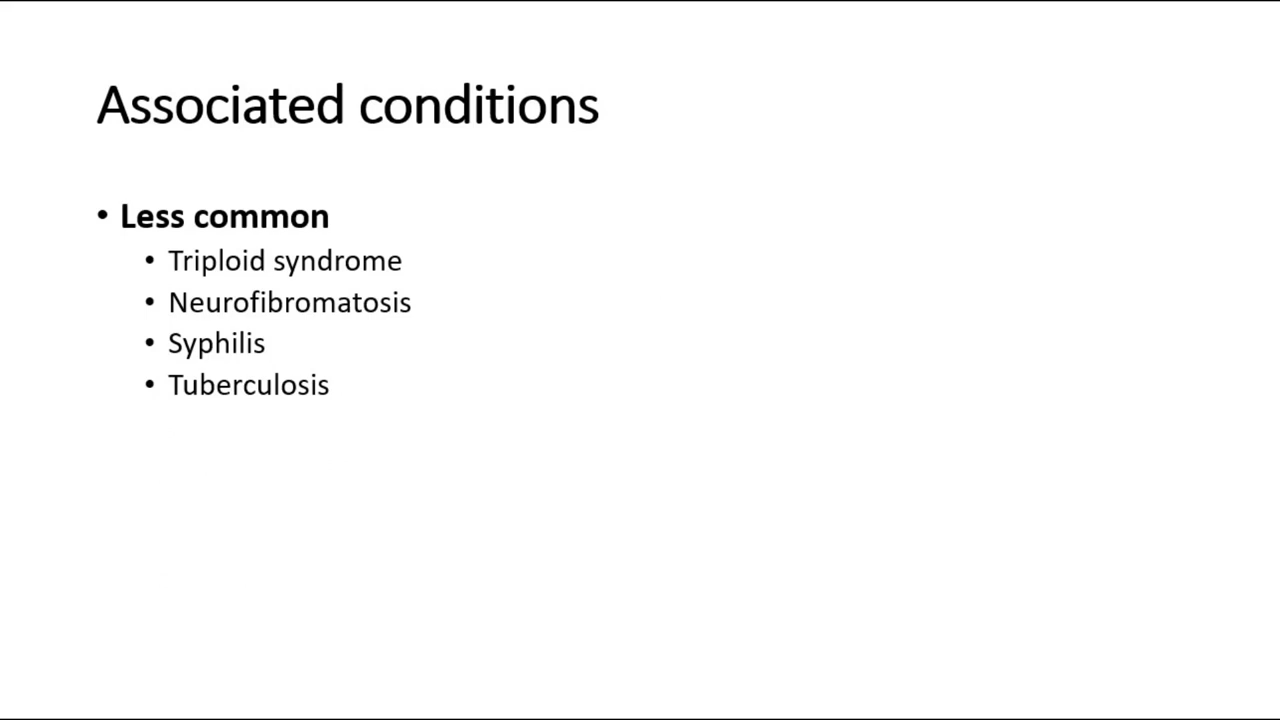 Associated conditions
• Less common
• Triploid syndrome
• Neurofibromatosis
• Syphilis
• Tuberculosis